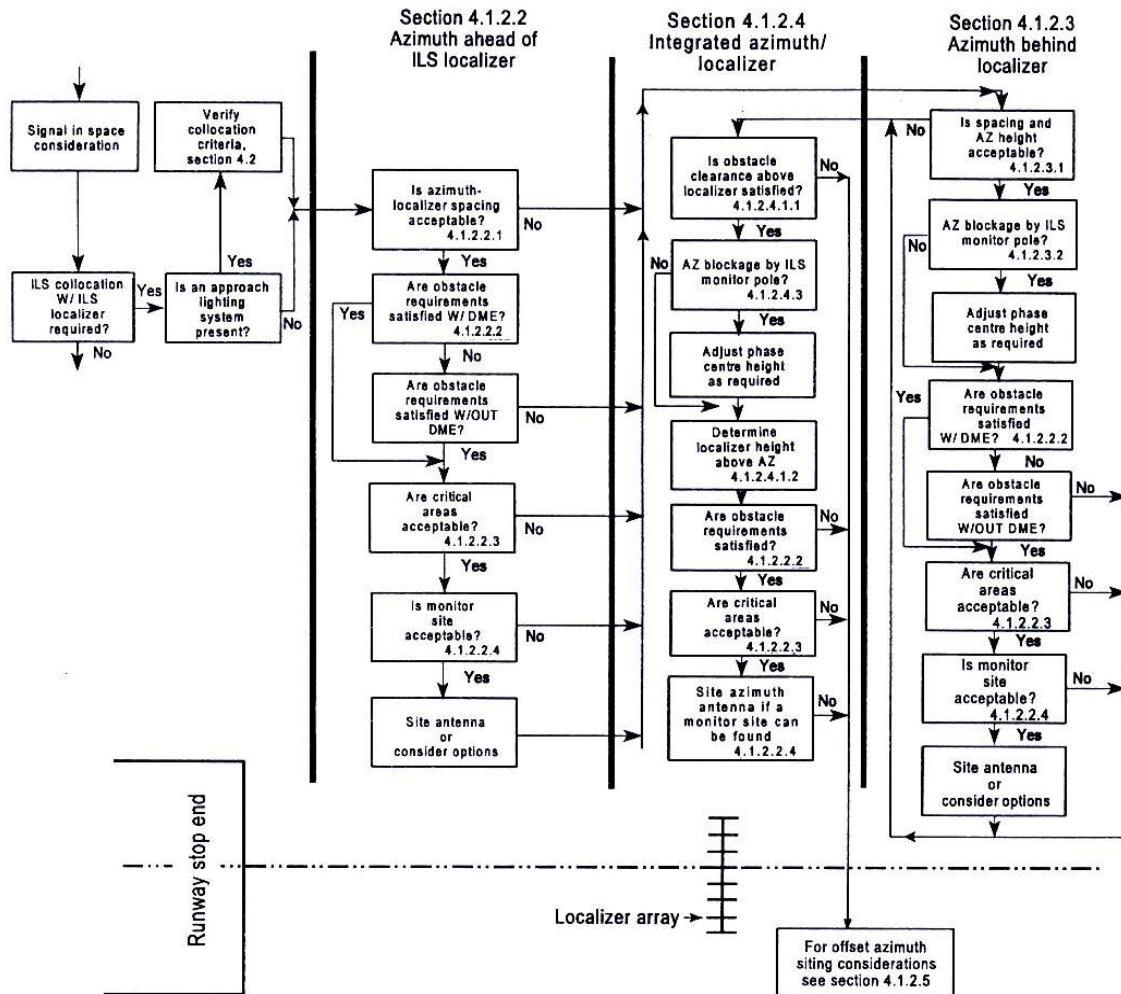 Section 4.1.2.2
Azimuth ahead of
ILS localizer
Section 4.1.2.4
Integrated azimuth/
localizer
Section 4.1.2.3
Azimuth behind
localizer
Signal in space
consideration
Verify
collocation
criteria,
section 4.2
ILS collocation
W/ ILS
localizer
required?
Yes
No
Is an approach
lighting
system
present?
Yes
No
Is azimuth-
localizer spacing
acceptable?
4.1.2.2.1
No
Yes
Are obstacle
requirements
satisfied W/ DME?
4.1.2.2.2
Yes
No
Are obstacle
requirements
satisfied W/OUT
DME?
No
Yes
Are critical
areas
acceptable?
4.1.2.2.3
No
Yes
Is monitor
site
acceptable?
4.1.2.2.4
No
Yes
Site antenna
or
consider options
Is obstacle
clearance above
localizer satisfied?
4.1.2.4.1.1
No
Yes
AZ blockage by ILS
monitor pole?
4.1.2.4.3
No
Yes
Adjust phase
centre height
as required
Determine
localizer height
above AZ
4.1.2.4.1.2
Are obstacle
requirements
satisfied?
4.1.2.2.2
No
Yes
Are critical
areas
acceptable?
4.1.2.2.3
No
Yes
Site azimuth
antenna if a
monitor site can
be found
4.1.2.2.4
No
Is spacing and
AZ height
acceptable?
4.1.2.3.1
No
Yes
AZ blockage by ILS
monitor pole?
4.1.2.3.2
No
Yes
Adjust phase
centre height
as required
Are obstacle
requirements
satisfied
W/ DME? 4.1.2.2.2
Yes
No
Are obstacle
requirements
satisfied
W/OUT DME?
No
Yes
Are critical
areas
acceptable?
4.1.2.2.3
No
Yes
Is monitor
site
acceptable?
4.1.2.2.4
No
Yes
Site antenna
or
consider options
Runway stop end
Localizer array
For offset azimuth
siting considerations
see section 4.1.2.5